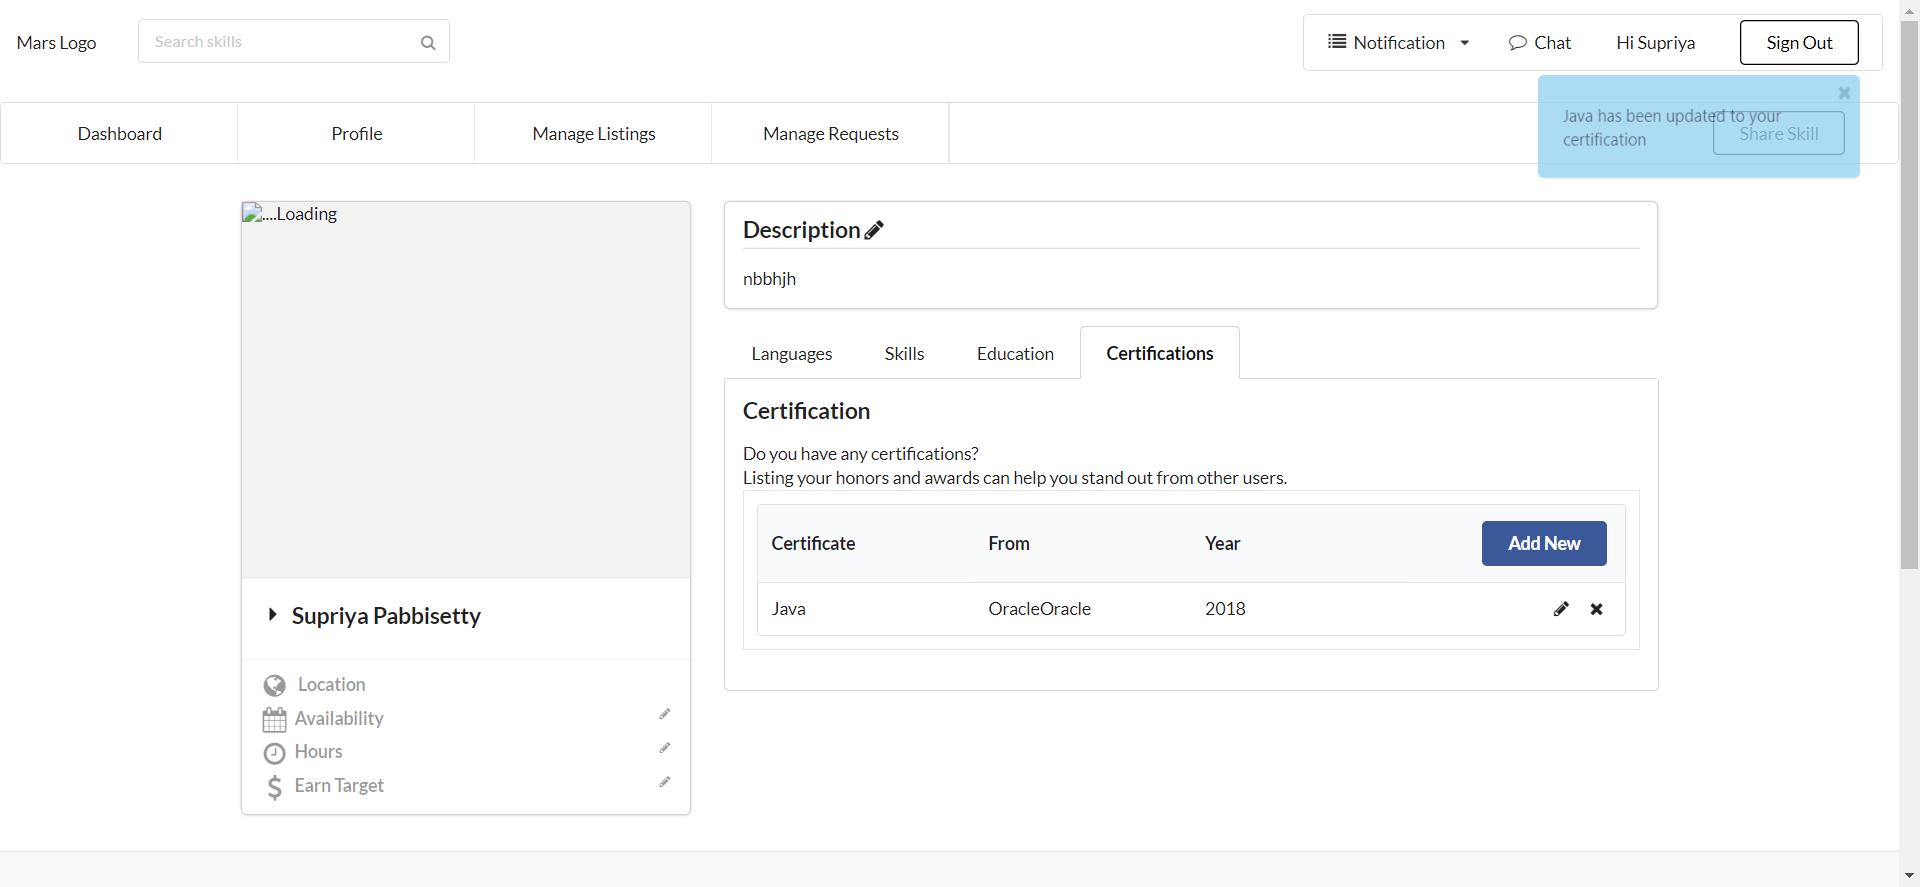 Mars Logo
Search skills
Notification
Chat
Hi Supriya
Sign Out
Dashboard
Profile
Manage Listings
Manage Requests
Share Skill
Java has been updated to your
certification
....Loading
Supriya Pabbisetty
Location
Availability
Hours
Earn Target
Description
nbbhjh
Languages
Skills
Education
Certifications
Certification
Do you have any certifications?
Listing your honors and awards can help you stand out from other users.
Certificate From Year Add New
Java OracleOracle 2018